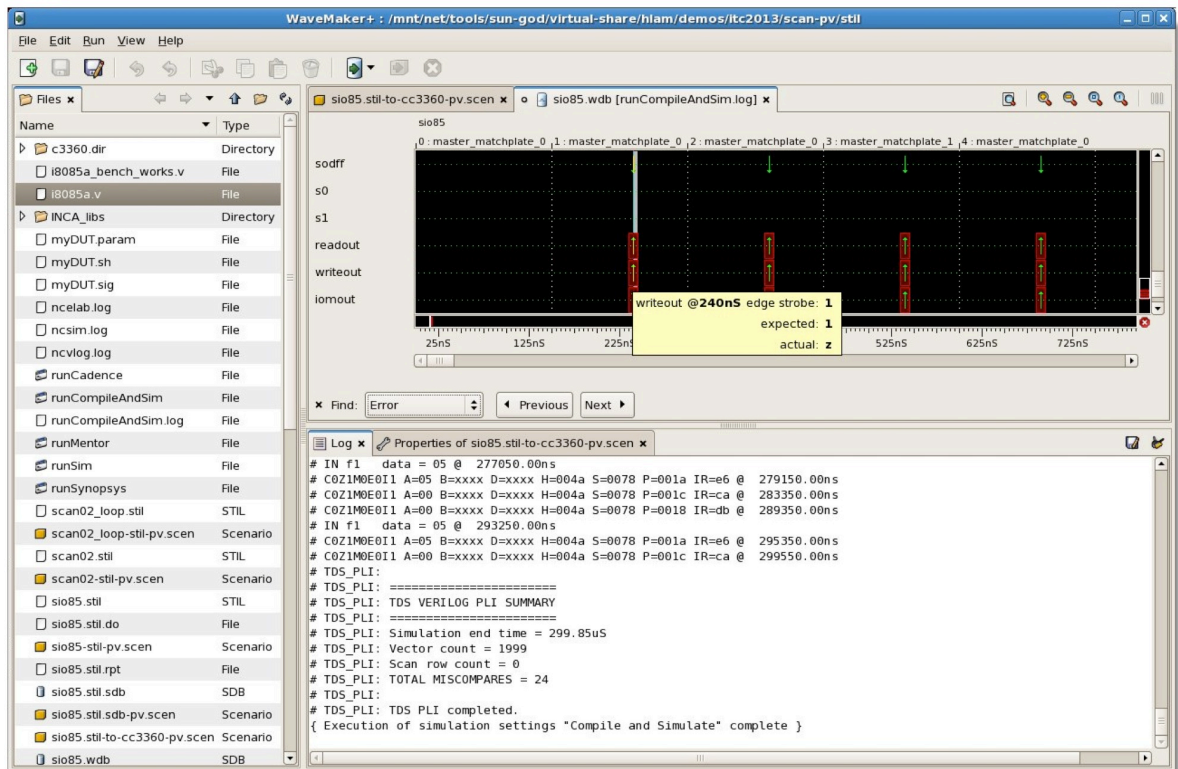 WaveMaker+ : /mnt/net/tools/sun-god/virtual-share/hlam/demos/itc2013/scan-pv/stil
File Edit Run View Help
Files
Name Type
c3360.dir Directory
i8085a_bench_works.v File
i8085a.v File
INCA_libs Directory
myDUT.param File
myDUT.sh File
myDUT.sig File
ncelab.log File
ncsim.log File
ncvlog.log File
runCadence File
runCompileAndSim File
runCompileAndSim.log File
runMentor File
runSim File
runSynopsys File
scan02_loop.stil STIL
scan02_loop-stil-pv.scen Scenario
scan02.stil STIL
scan02-stil-pv.scen Scenario
sio85.stil STIL
sio85.stil.do File
sio85-stil-pv.scen Scenario
sio85.stil.rpt File
sio85.stil.sdb SDB
sio85.stil.sdb-pv.scen Scenario
sio85.stil-to-cc3360-pv.scen Scenario
sio85.wdb SDB
sio85.stil-to-cc3360-pv.scen sio85.wdb [runCompileAndSim.log]
sio85
0 : master_matchplate_0 1 : master_matchplate_0 2 : master_matchplate_0 3 : master_matchplate_1 4 : master_matchplate_0
sodff
s0
s1
readout
writeout
iomout
writeout @240nS edge strobe: 1
expected: 1
actual: z
25nS 125nS 225nS 525nS 625nS 725nS
Find: Error Previous Next
Log Properties of sio85.stil-to-cc3360-pv.scen
# IN f1 data = 05 @ 277050.00ns
# C0Z1M0E0I1 A=05 B=xxxx D=xxxx H=004a S=0078 P=001a IR=e6 @ 279150.00ns
# C0Z1M0E0I1 A=00 B=xxxx D=xxxx H=004a S=0078 P=001c IR=ca @ 283350.00ns
# C0Z1M0E0I1 A=00 B=xxxx D=xxxx H=004a S=0078 P=0018 IR=db @ 289350.00ns
# IN f1 data = 05 @ 293250.00ns
# C0Z1M0E0I1 A=05 B=xxxx D=xxxx H=004a S=0078 P=001a IR=e6 @ 295350.00ns
# C0Z1M0E0I1 A=00 B=xxxx D=xxxx H=004a S=0078 P=001c IR=ca @ 299550.00ns
# TDS_PLI:
# TDS_PLI: ========================
# TDS_PLI: TDS VERILOG PLI SUMMARY
# TDS_PLI: ========================
# TDS_PLI: Simulation end time = 299.85uS
# TDS_PLI: Vector count = 1999
# TDS_PLI: Scan row count = 0
# TDS_PLI: TOTAL MISCOMPARES = 24
# TDS_PLI:
# TDS_PLI: TDS PLI completed.
{ Execution of simulation settings "Compile and Simulate" complete }